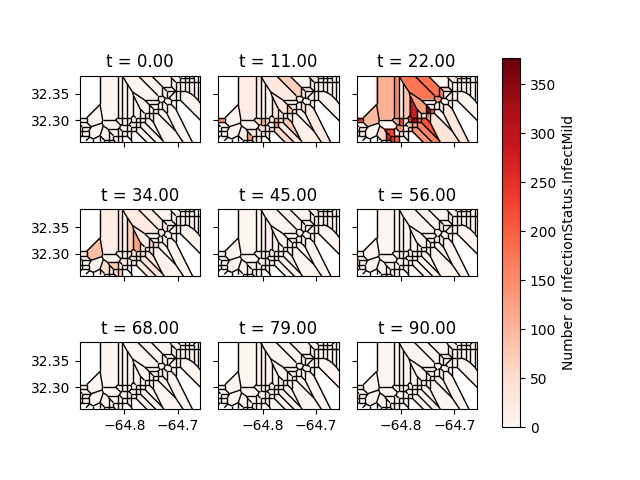 t = 0.00
t = 11.00
t = 22.00
32.35
32.30
t = 34.00
t = 45.00
t = 56.00
32.35
32.30
t = 68.00
t = 79.00
t = 90.00
32.35
32.30
−64.8
−64.7
−64.8
−64.7
−64.8
−64.7
350
300
250
200
150
100
50
0
Number of InfectionStatus.InfectMild